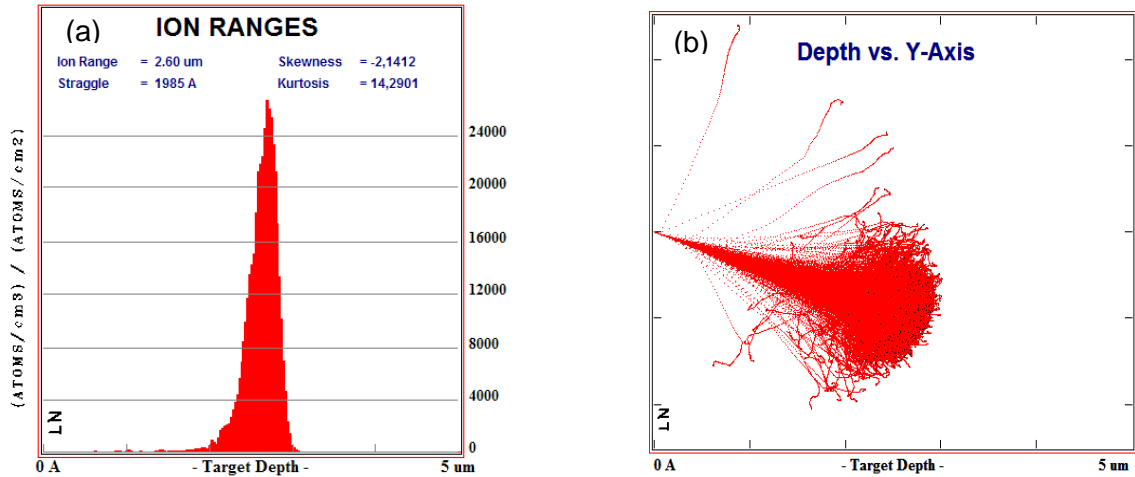 (a) ION RANGES
Ion Range = 2.60 um Skewness = -2,1412
Straggle = 1985 A Kurtosis = 14,2901
(ATOMS/cm3) / (ATOMS/cm2)
24000
20000
16000
12000
8000
4000
0
LN
0 A - Target Depth - 5 um
(b) Depth vs. Y-Axis
LN
0 A - Target Depth - 5 um